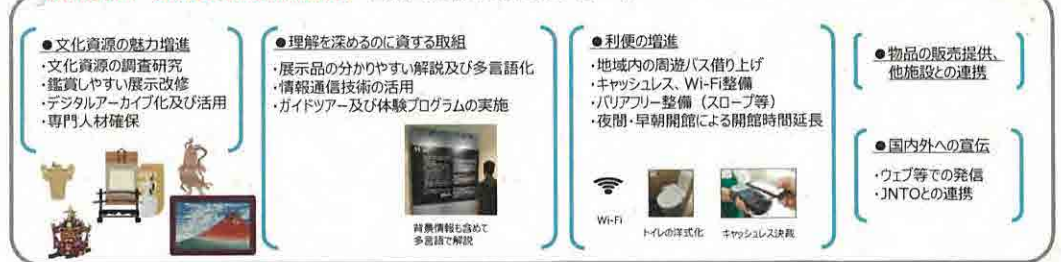 ●文化資源の魅力増進
・文化資源の調査研究
・鑑賞しやすい展示改修
・デジタルアーカイブ化及び活用
・専門人材確保
●理解を深めるのに資する取組
・展示品の分かりやすい解説及び多言語化
・情報通信技術の活用
・ガイドツアー及び体験プログラムの実施
背景情報も含めて
多言語で解説
●利便の増進
・地域内の周遊バス借り上げ
・キャッシュレス、Wi-Fi整備
・バリアフリー整備（スロープ等）
・夜間・早朝開館による開館時間延長
Wi-Fi
トイレの洋式化
キャッシュレス決裁
●物品の販売提供、
他施設との連携
●国内外への宣伝
・ウェブ等での発信
・JNTOとの連携